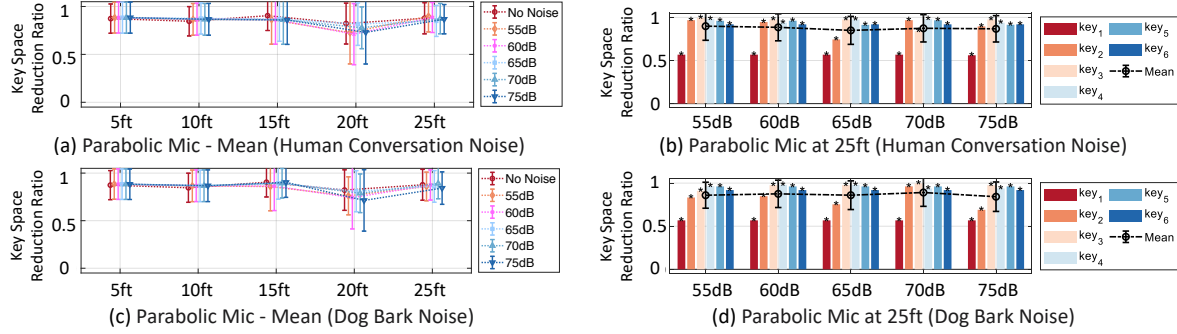 Key Space
Reduction Ratio
1
0.5
0
5ft 10ft 15ft 20ft 25ft
No Noise
55dB
60dB
65dB
70dB
75dB
(a) Parabolic Mic - Mean (Human Conversation Noise)
Key Space
Reduction Ratio
1
0.5
0
55dB 60dB 65dB 70dB 75dB
key1 key5
key2 key6
key3 Mean
key4
(b) Parabolic Mic at 25ft (Human Conversation Noise)
Key Space
Reduction Ratio
1
0.5
0
5ft 10ft 15ft 20ft 25ft
No Noise
55dB
60dB
65dB
70dB
75dB
(c) Parabolic Mic - Mean (Dog Bark Noise)
Key Space
Reduction Ratio
1
0.5
0
55dB 60dB 65dB 70dB 75dB
key1 key5
key2 key6
key3 Mean
key4
(d) Parabolic Mic at 25ft (Dog Bark Noise)